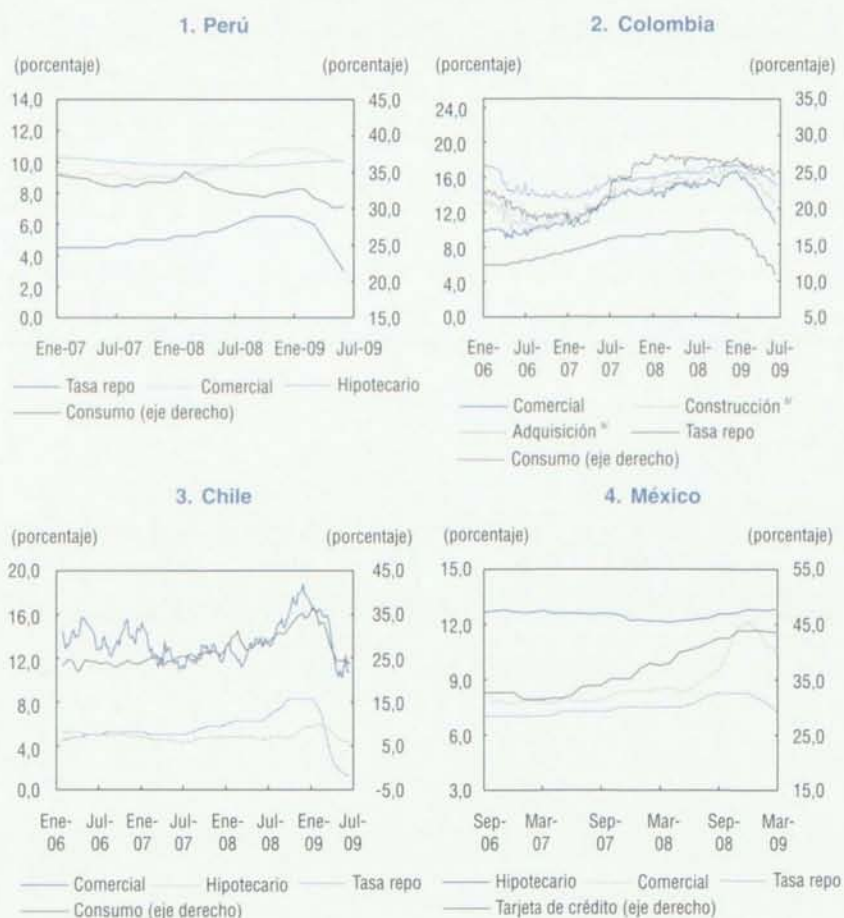 1. Perú
(porcentaje) (porcentaje)
14,0 45,0
12,0 40,0
10,0 35,0
8,0 30,0
6,0
4,0 25,0
2,0 20,0
0,0 15,0
Ene-07 Jul-07 Ene-08 Jul-08 Ene-09 Jul-09
Tasa repo Comercial Hipotecario
Consumo (eje derecho)
2. Colombia
(porcentaje) (porcentaje)
24,0 35,0
20,0 30,0
16,0 25,0
12,0 20,0
8,0 15,0
4,0 10,0
0,0 5,0
Ene- Jul- Ene- Jul- Ene- Jul- Ene- Jul-
06 06 07 07 08 08 09 09
Comercial Construcción
Adquisición Tasa repo
Consumo (eje derecho)
3. Chile
(porcentaje) (porcentaje)
20,0 45,0
16,0 35,0
12,0 25,0
8,0 15,0
4,0 5,0
0,0 -5,0
Ene- Jul- Ene- Jul- Ene- Jul- Ene- Jul-
06 06 07 07 08 08 09 09
Comercial Hipotecario Tasa repo
Consumo (eje derecho)
4. México
(porcentaje) (porcentaje)
15,0 55,0
12,0 45,0
9,0 35,0
6,0 25,0
3,0 15,0
Sep- Mar- Sep- Mar- Sep- Mar-
06 07 07 08 08 09
Hipotecario Comercial Tasa repo
Tarjeta de crédito (eje derecho)